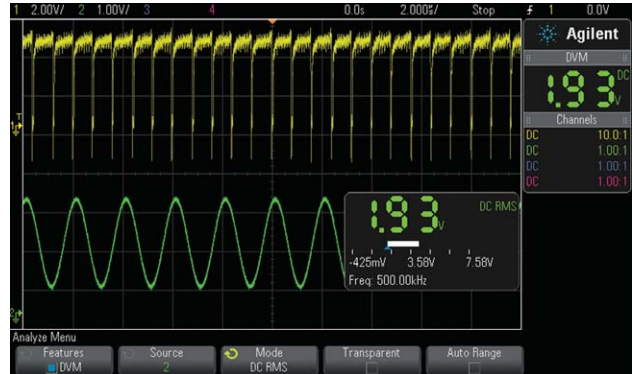 1 2.00V/ 2 1.00V/ 3 4 0.0s 2.000s/ Stop 1 0.0V
Agilent
DVM
1.93 V DC
Channels
DC 10.0:1
DC 1.00:1
DC 1.00:1
DC 1.00:1
T
1
1.93 V DC RMS
-425mV 3.58V 7.58V
Freq: 500.00kHz
2
Analyze Menu
Features Source Mode Transparent Auto Range
DVM 2 DC RMS